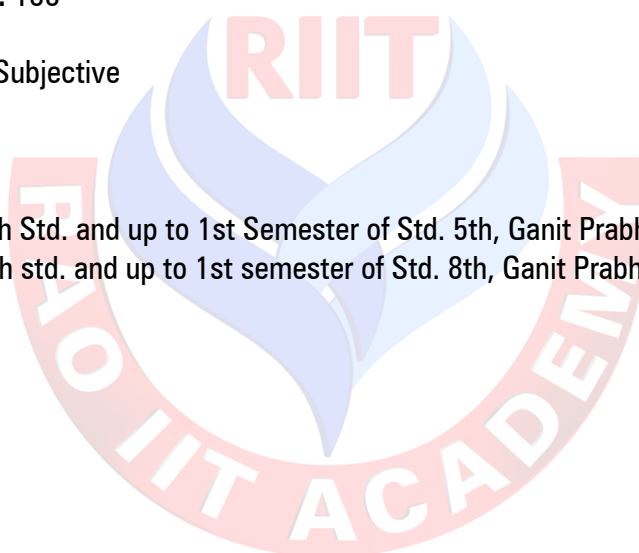 100
RIIT
Subjective
h Std. and up to 1st Semester of Std. 5th, Ganit Prabh
h std. and up to 1st semester of Std. 8th, Ganit Prabh
RAO IIT ACADEMY